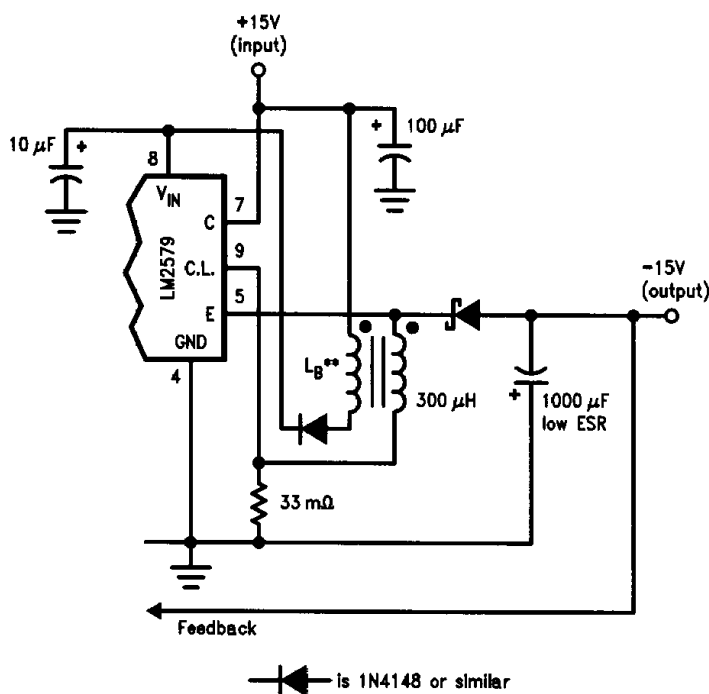 +15V
(input)
10 μF
+
+
100 μF
8
V_IN
7
C
9
C.L.
LM2579
5
E
-15V
(output)
GND
4
L_B**
300 μH
+
1000 μF
low ESR
33 mΩ
Feedback
is 1N4148 or similar